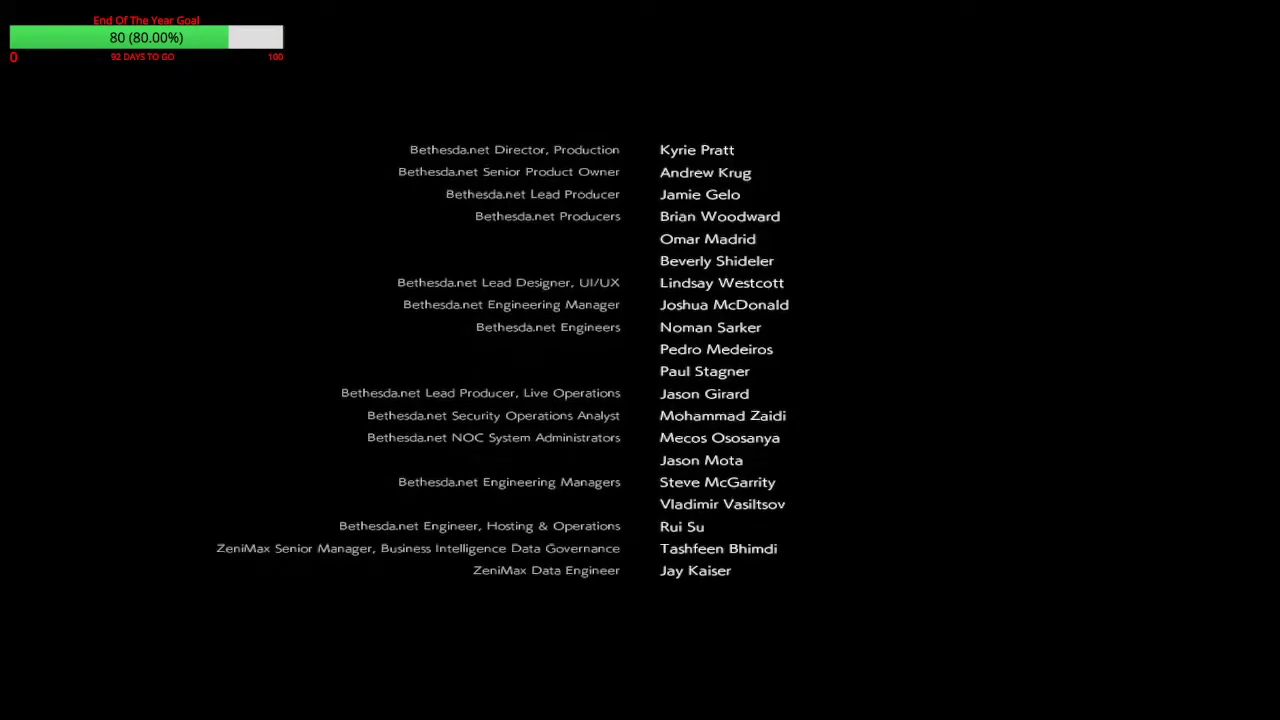 End Of The Year Goal
80 (80.00%)
0 92 DAYS TO GO 100
Bethesda.net Director, Production Kyrie Pratt
Bethesda.net Senior Product Owner Andrew Krug
Bethesda.net Lead Producer Jamie Gelo
Bethesda.net Producers Brian Woodward
Omar Madrid
Beverly Shideler
Bethesda.net Lead Designer, UI/UX Lindsay Westcott
Bethesda.net Engineering Manager Joshua McDonald
Bethesda.net Engineers Noman Sarker
Pedro Medeiros
Paul Stagner
Bethesda.net Lead Producer, Live Operations Jason Girard
Bethesda.net Security Operations Analyst Mohammad Zaidi
Bethesda.net NOC System Administrators Mecos Ososanya
Jason Mota
Bethesda.net Engineering Managers Steve McGarrity
Vladimir Vasiltsov
Bethesda.net Engineer, Hosting & Operations Rui Su
ZeniMax Senior Manager, Business Intelligence Data Governance Tashfeen Bhimdi
ZeniMax Data Engineer Jay Kaiser